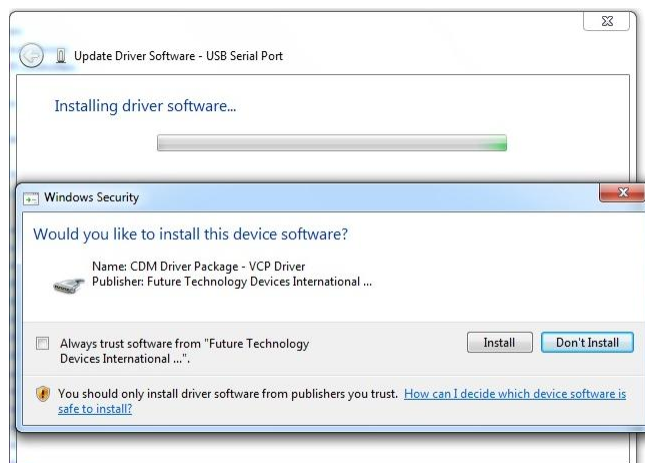 Update Driver Software - USB Serial Port
Installing driver software...
Windows Security
Would you like to install this device software?
Name: CDM Driver Package - VCP Driver
Publisher: Future Technology Devices International ...
Always trust software from "Future Technology
Devices International ...".
Install
Don't Install
You should only install driver software from publishers you trust. How can I decide which device software is
safe to install?